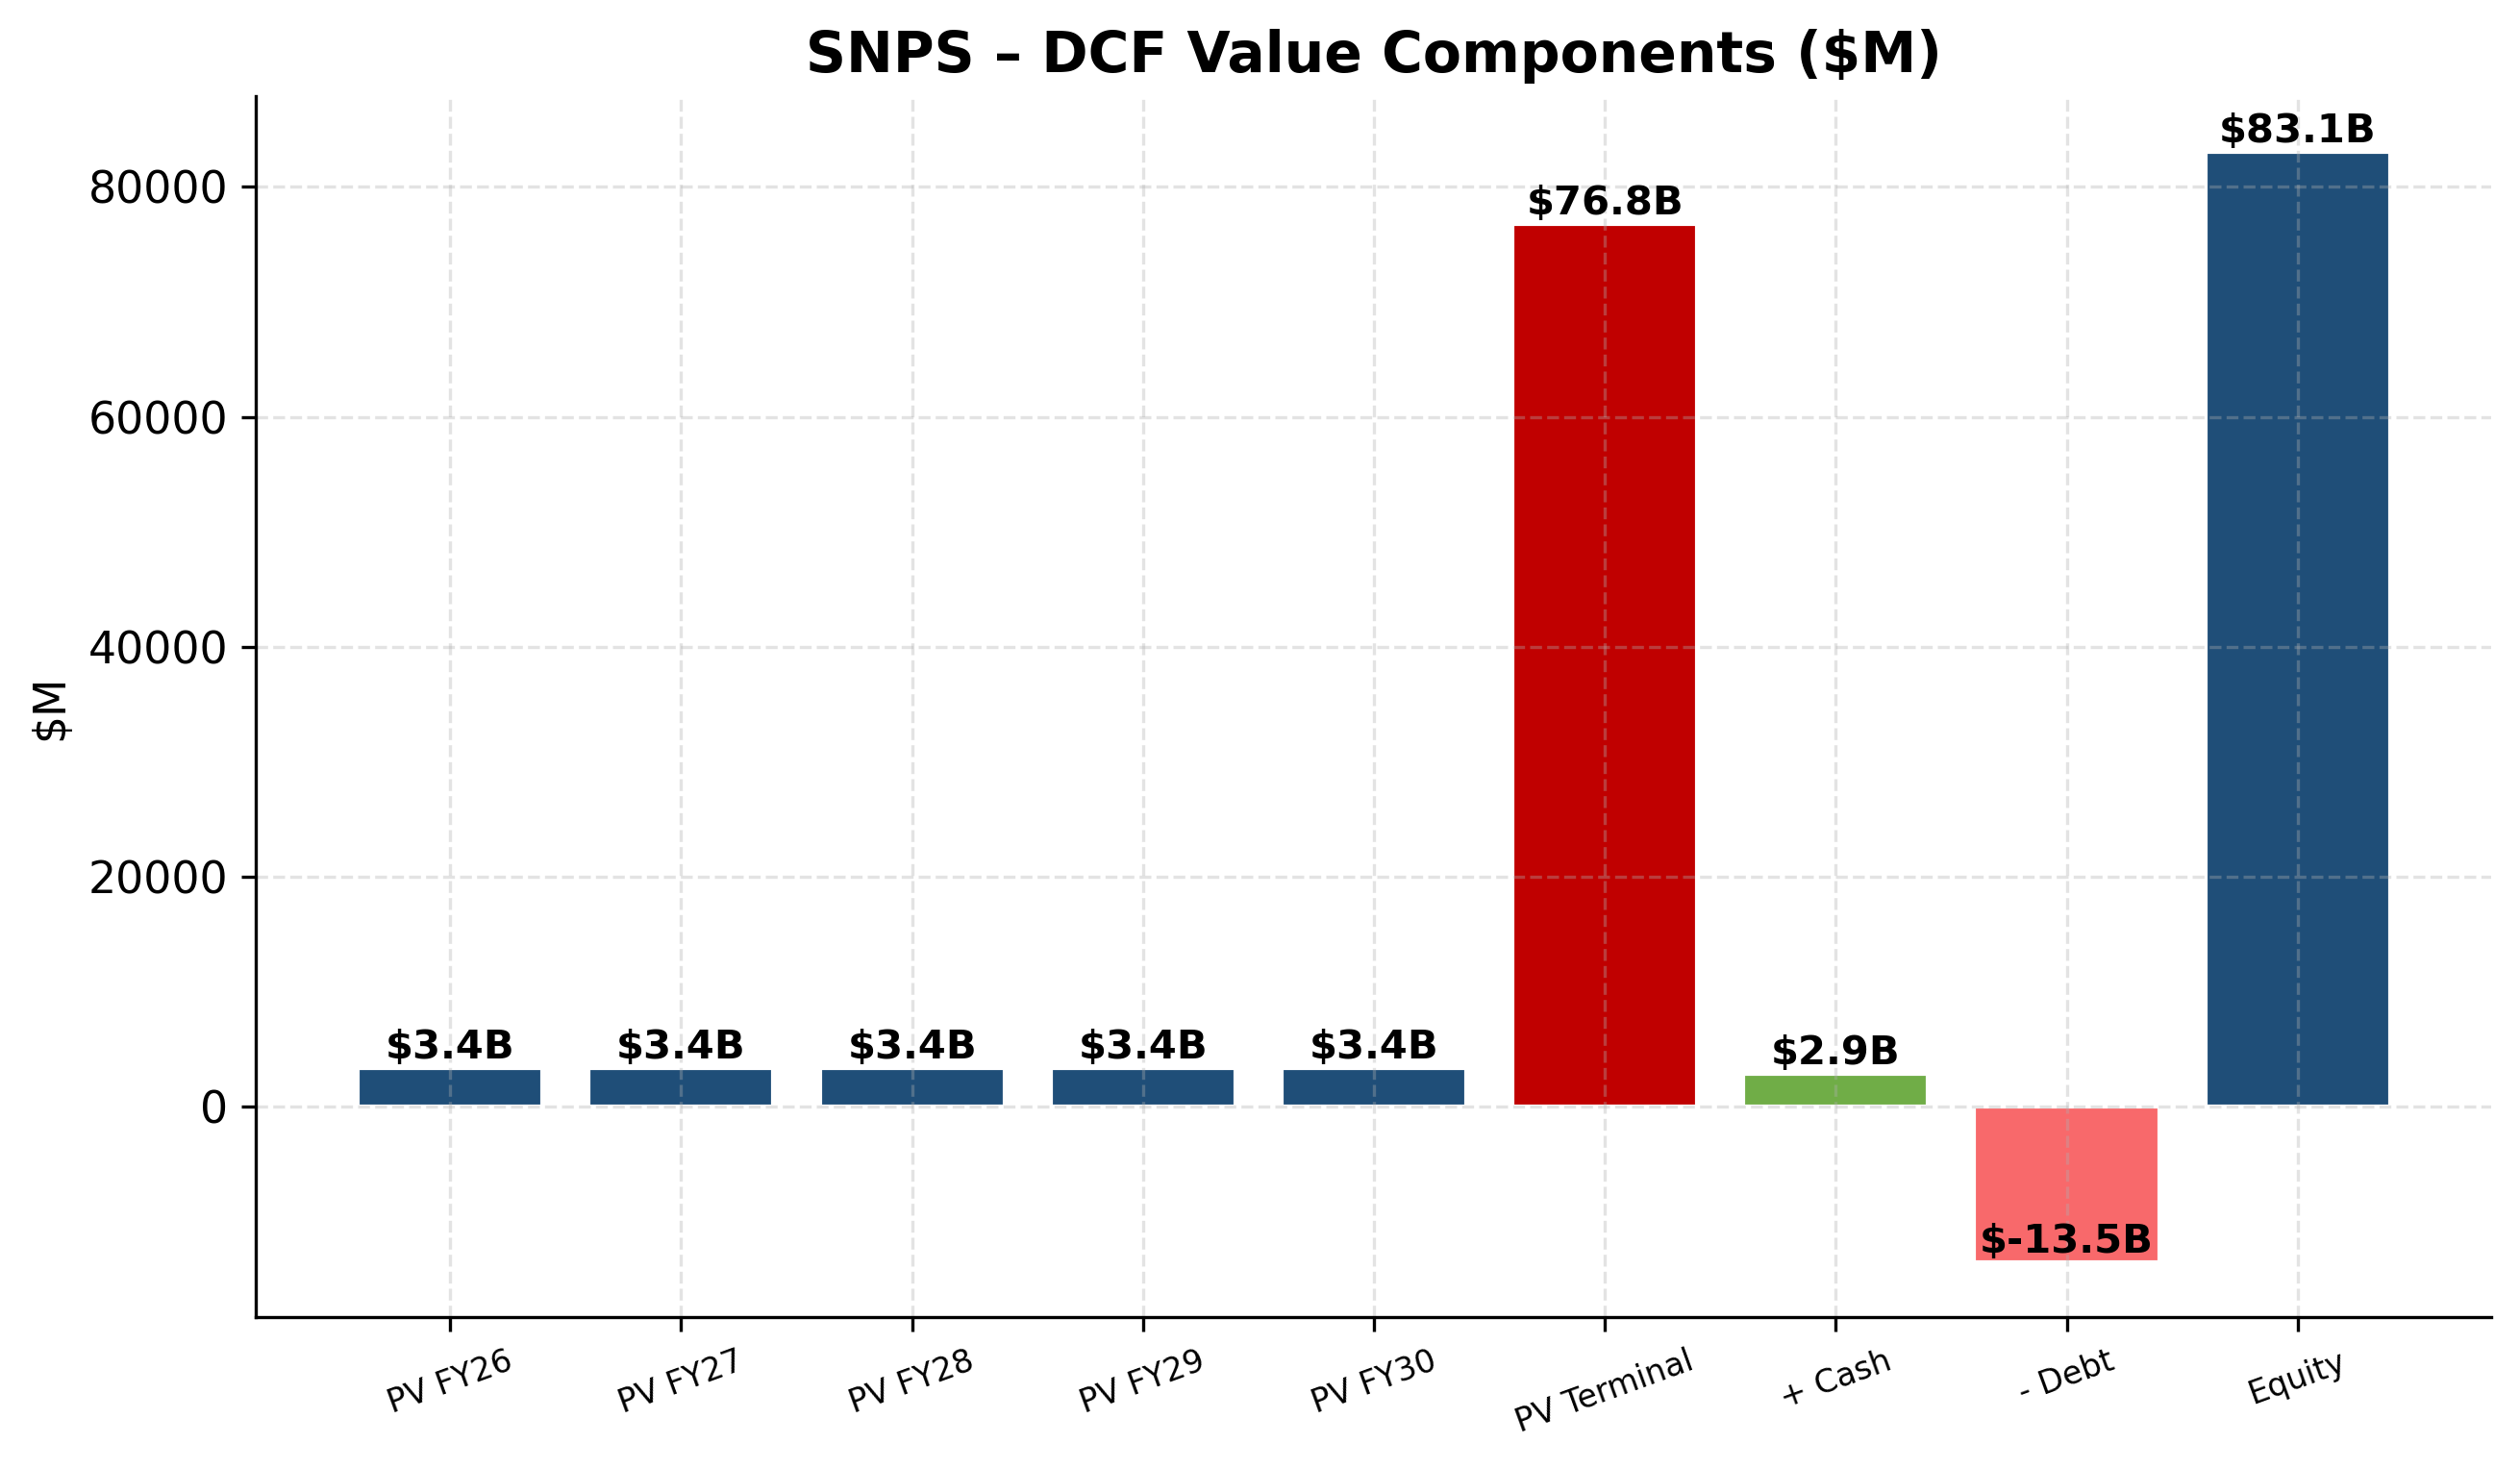 SNPS – DCF Value Components ($M)
$M
80000
60000
40000
20000
0
$3.4B
$3.4B
$3.4B
$3.4B
$3.4B
$76.8B
$2.9B
$-13.5B
$83.1B
PV FY26
PV FY27
PV FY28
PV FY29
PV FY30
PV Terminal
+ Cash
- Debt
Equity